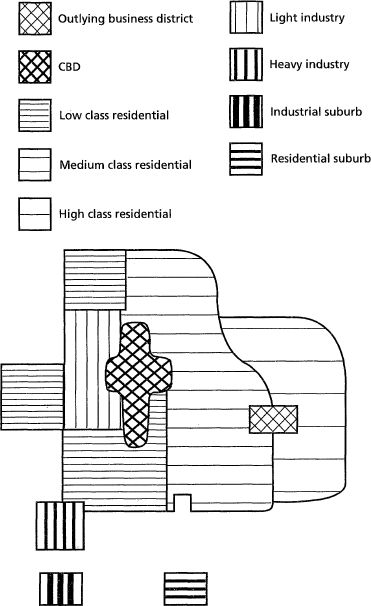 Outlying business district
CBD
Low class residential
Medium class residential
High class residential
Light industry
Heavy industry
Industrial suburb
Residential suburb